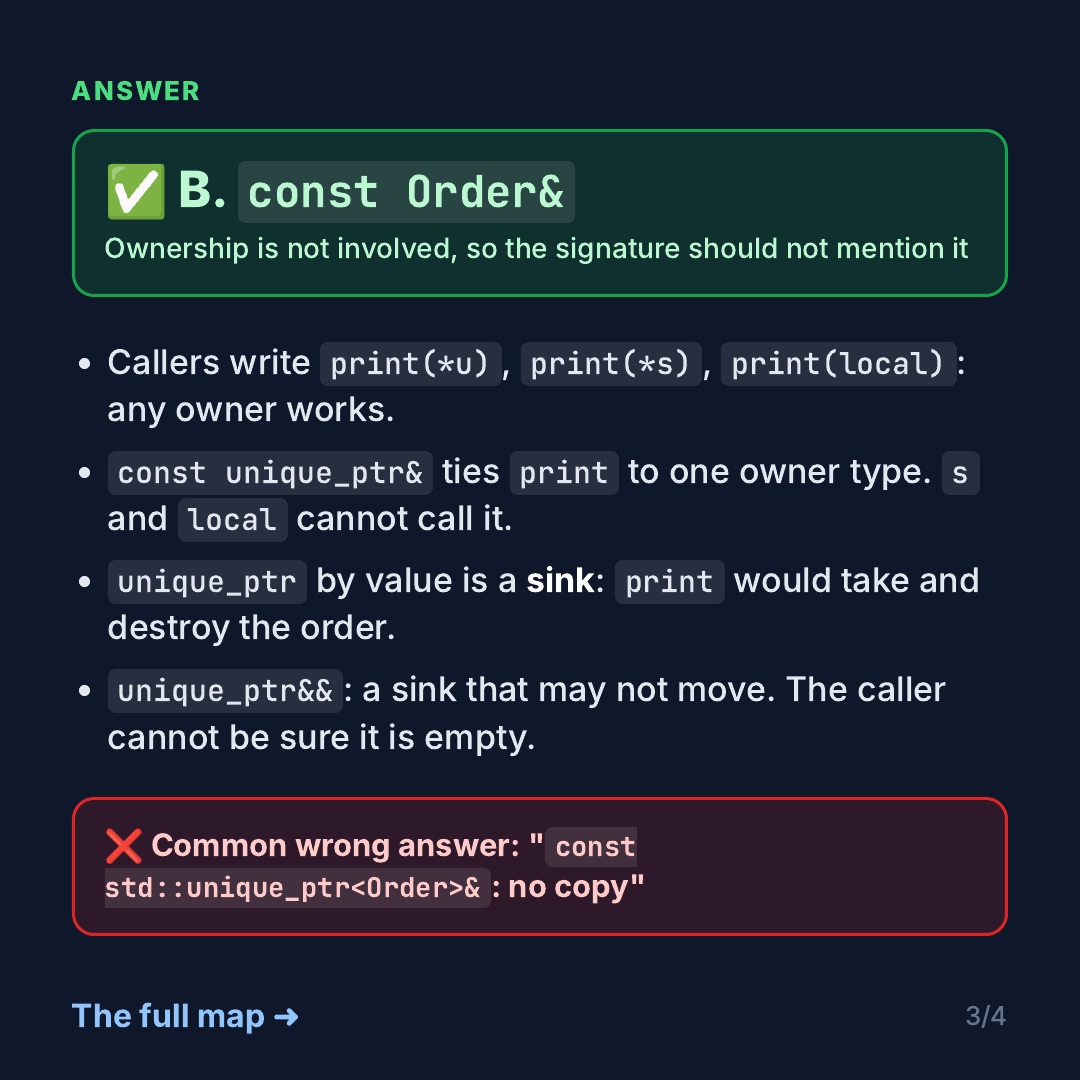 ANSWER
✅ B. const Order&
Ownership is not involved, so the signature should not mention it
• Callers write print(*u), print(*s), print(local):
any owner works.
• const unique_ptr& ties print to one owner type. s
and local cannot call it.
• unique_ptr by value is a sink: print would take and
destroy the order.
• unique_ptr&&: a sink that may not move. The caller
cannot be sure it is empty.
❌ Common wrong answer: "const
std::unique_ptr<Order>&: no copy"
The full map ➜
3/4